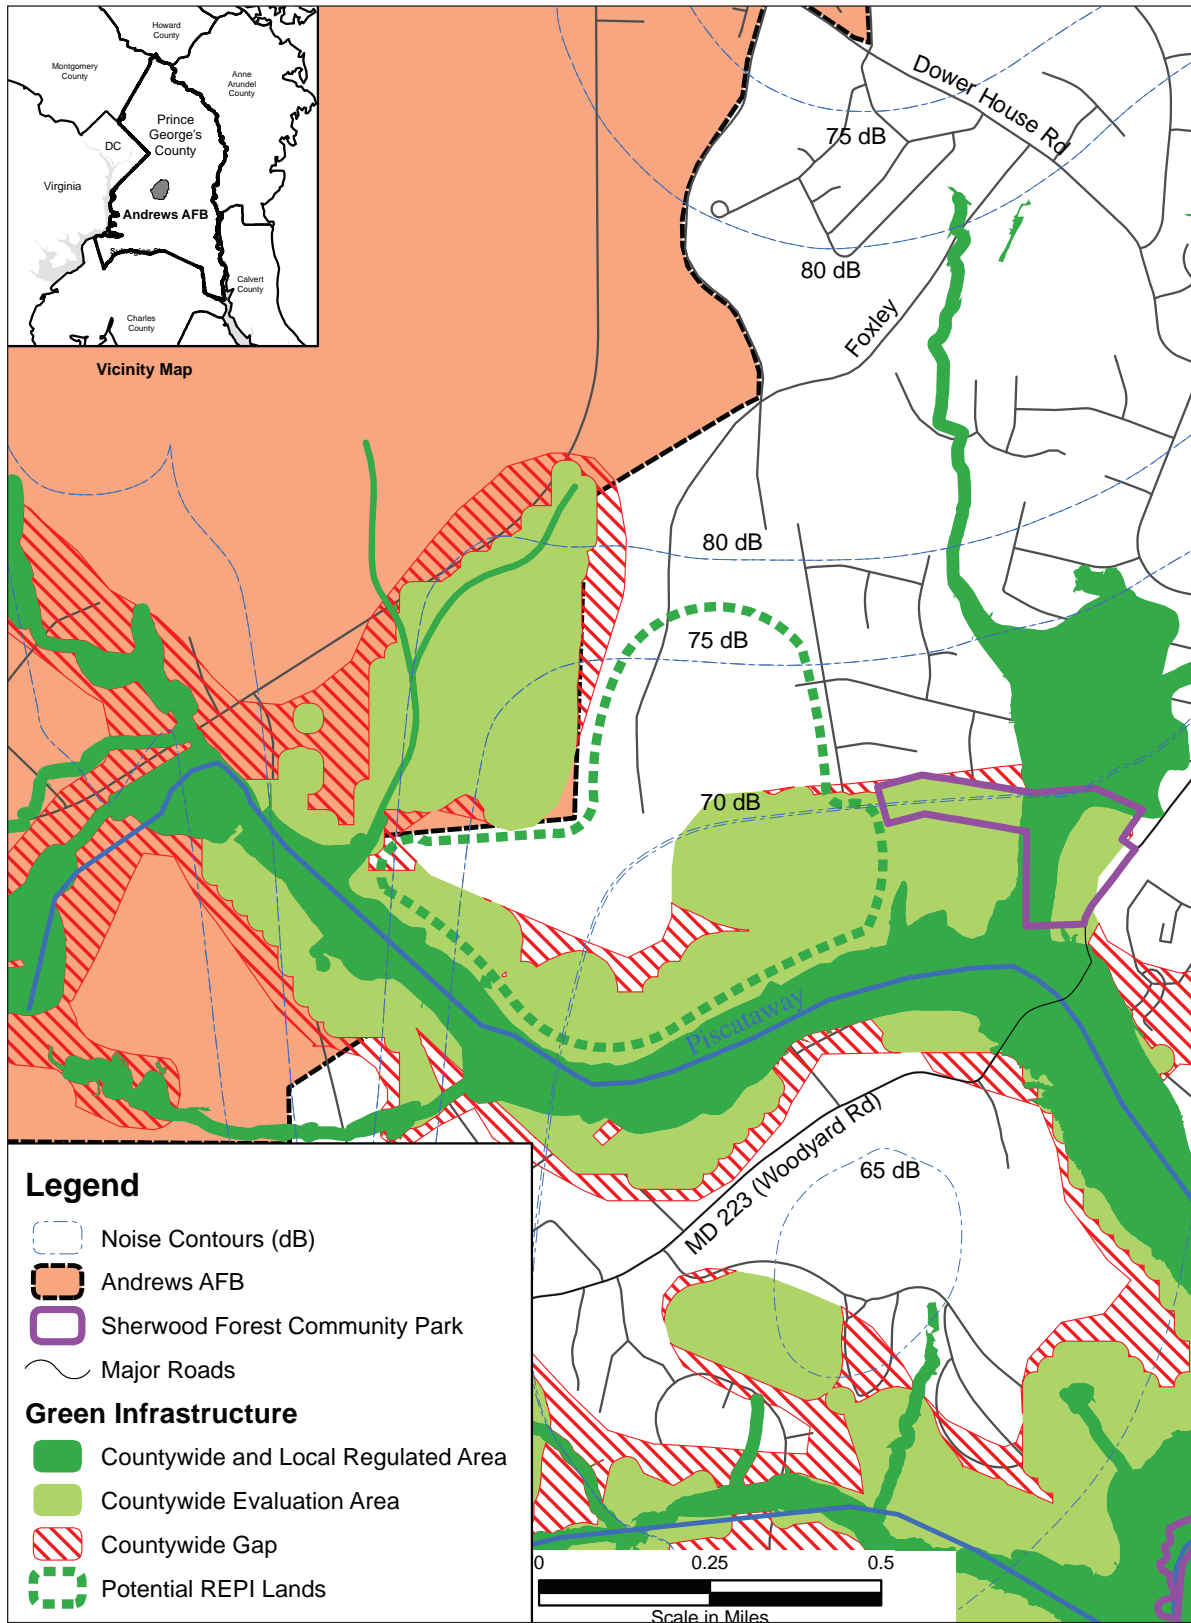 Howard
County
Montgomery
County
Anne
Arundel
County
Prince
George's
County
DC
Virginia
Andrews AFB
Calvert
County
Charles
County
Vicinity Map
Dower House Rd
75 dB
80 dB
Foxley
80 dB
75 dB
70 dB
Piscataway
MD 223 (Woodyard Rd)
65 dB
Legend
Noise Contours (dB)
Andrews AFB
Sherwood Forest Community Park
Major Roads
Green Infrastructure
Countywide and Local Regulated Area
Countywide Evaluation Area
Countywide Gap
Potential REPI Lands
0 0.25 0.5
Scale in Miles